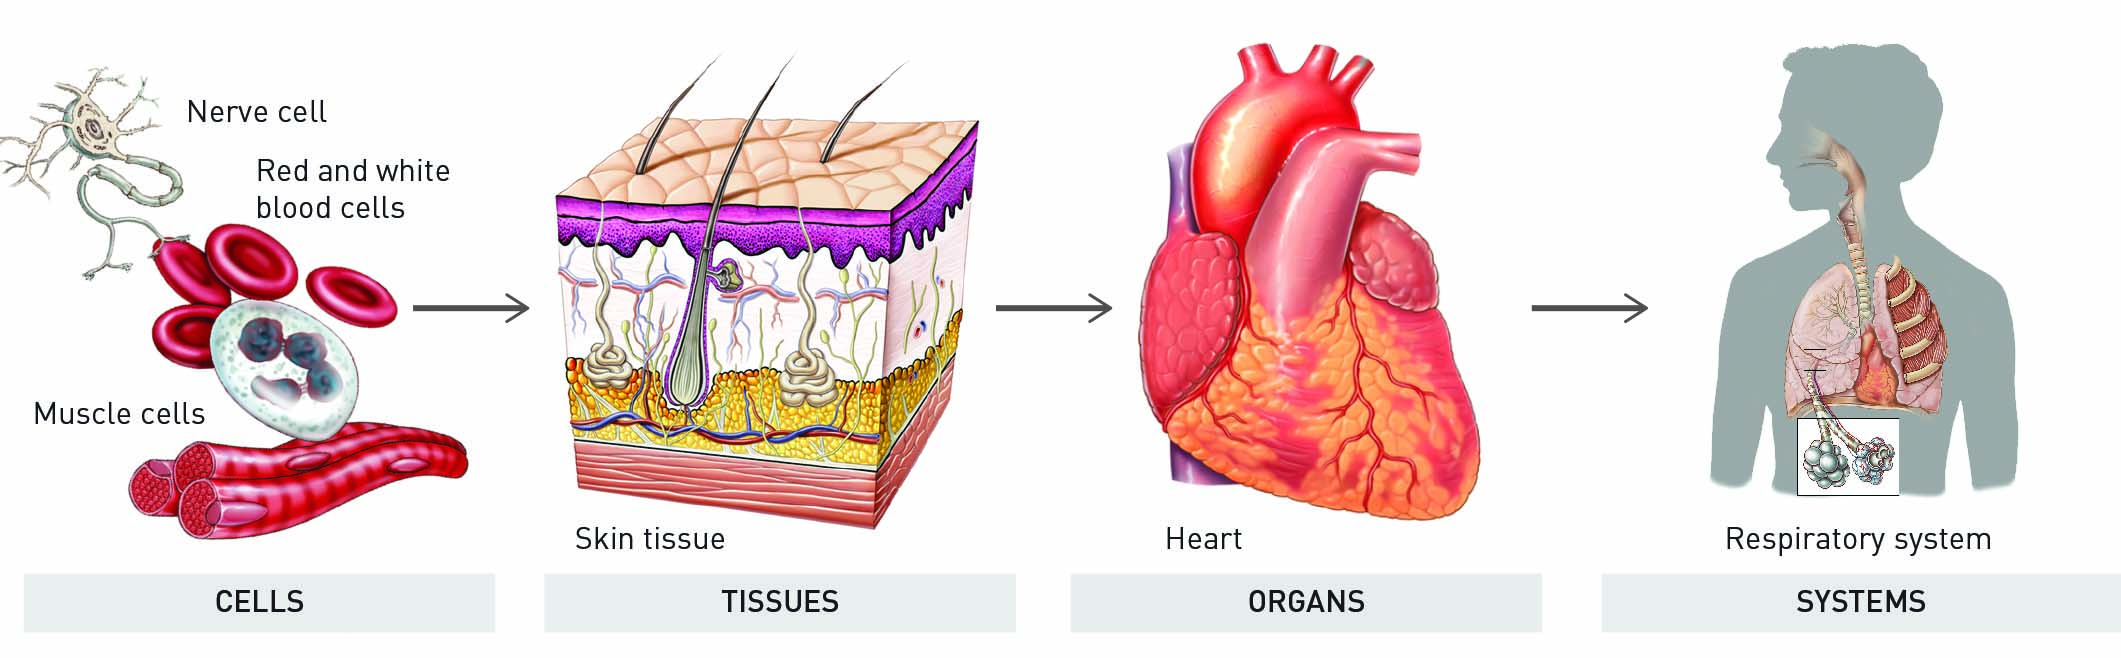 Nerve cell
Red and white
blood cells
Muscle cells
Skin tissue
Heart
Respiratory system
CELLS
TISSUES
ORGANS
SYSTEMS